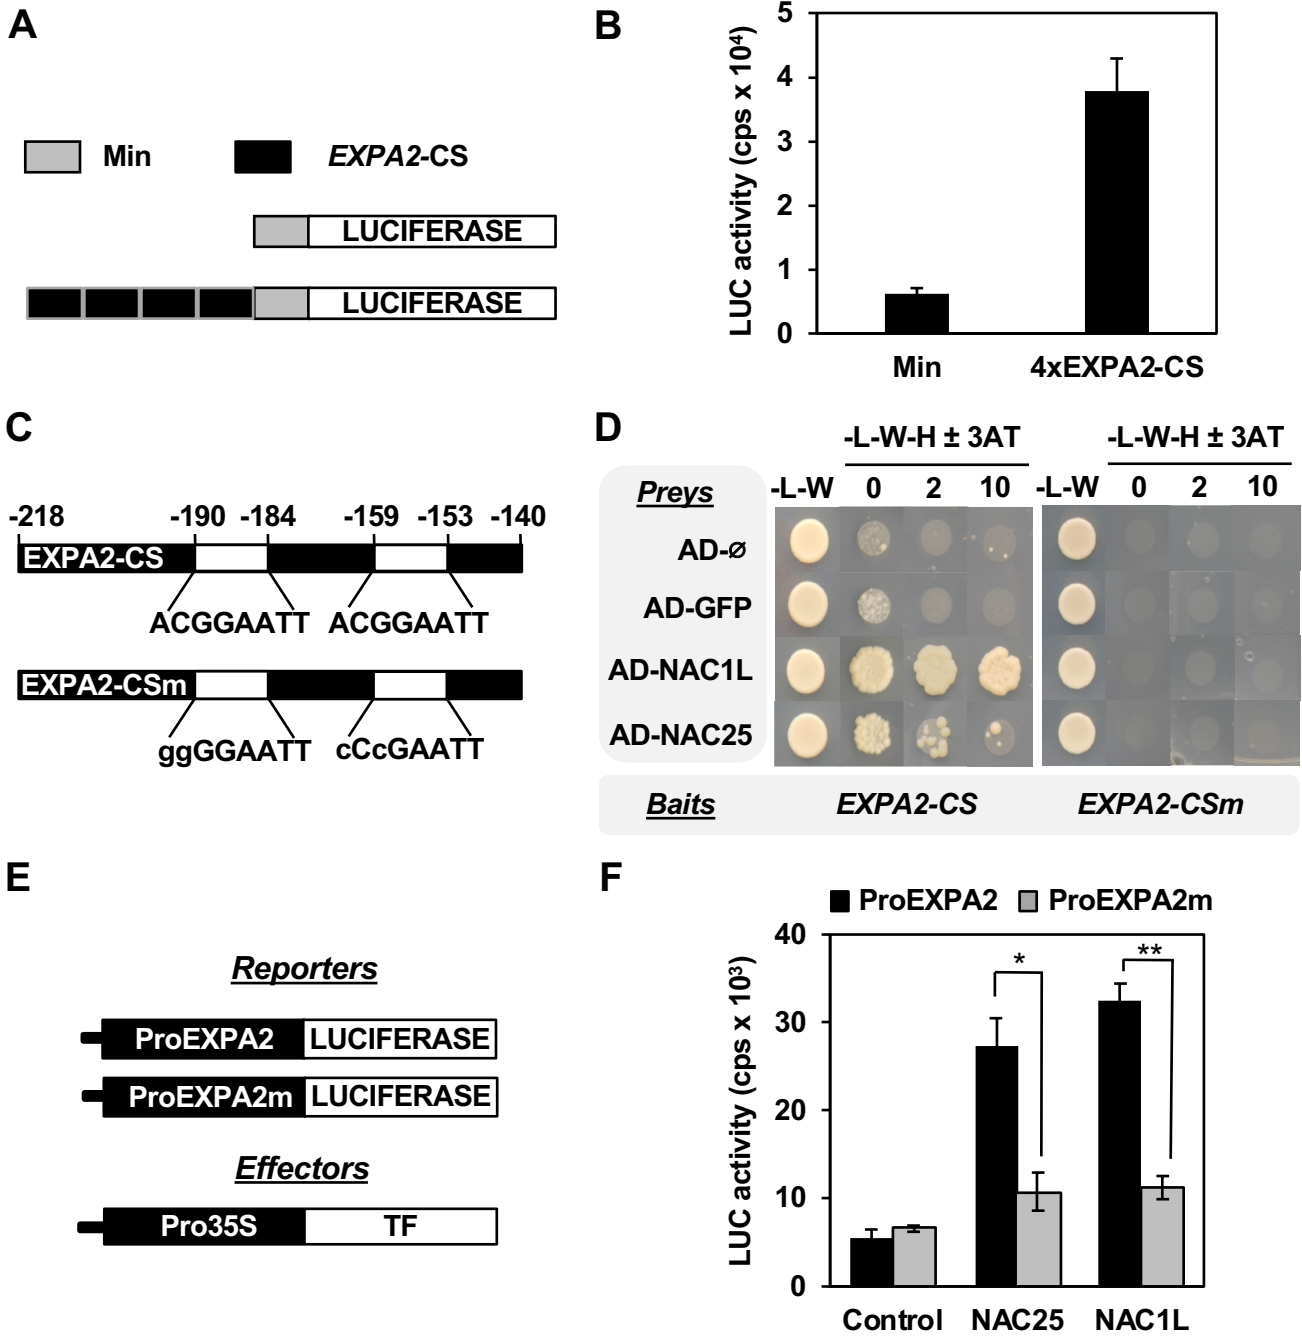 A
Min
EXPA2-CS
LUCIFERASE
LUCIFERASE
B
LUC activity (cps x 10⁴)
5
4
3
2
1
0
Min
4xEXPA2-CS
C
-218
-190
-184
-159
-153
-140
EXPA2-CS
ACGGAATT
ACGGAATT
EXPA2-CSm
ggGGAATT
cCcGAATT
D
-L-W-H ± 3AT
-L-W-H ± 3AT
Preys
-L-W
0
2
10
-L-W
0
2
10
AD-ø
AD-GFP
AD-NAC1L
AD-NAC25
Baits
EXPA2-CS
EXPA2-CSm
E
Reporters
ProEXPA2
LUCIFERASE
ProEXPA2m
LUCIFERASE
Effectors
Pro35S
TF
F
ProEXPA2
ProEXPA2m
LUC activity (cps x 10³)
40
30
20
10
0
*
**
Control
NAC25
NAC1L